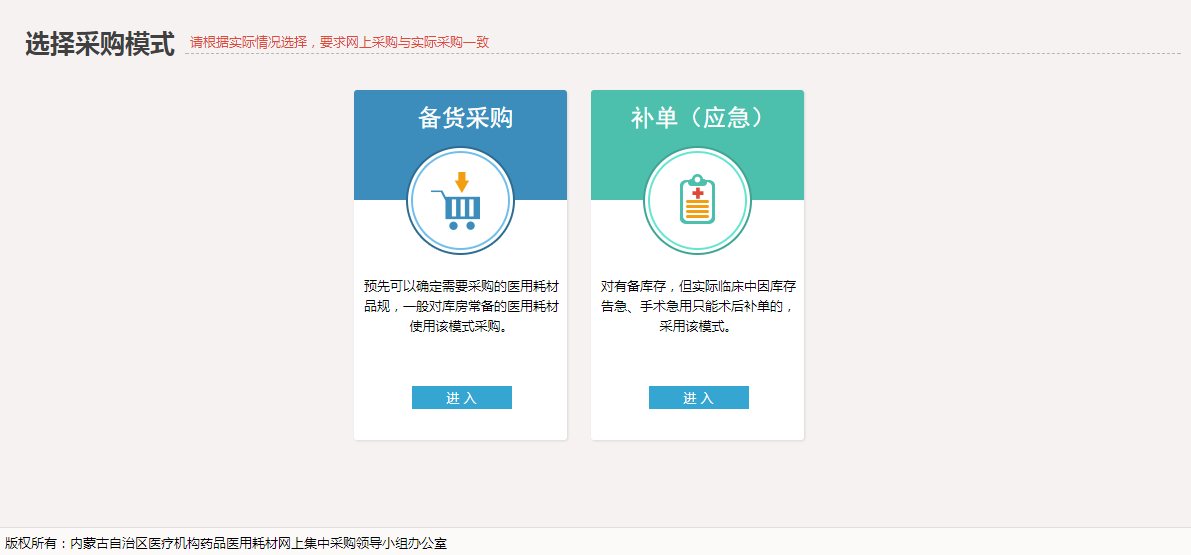 选择采购模式 请根据实际情况选择，要求网上采购与实际采购一致
备货采购
预先可以确定需要采购的医用耗材
品规，一般对库房常备的医用耗材
使用该模式采购。
进 入
补单（应急）
对有备库存，但实际临床中因库存
告急、手术急用只能术后补单的，
采用该模式。
进 入
版权所有：内蒙古自治区医疗机构药品医用耗材网上集中采购领导小组办公室